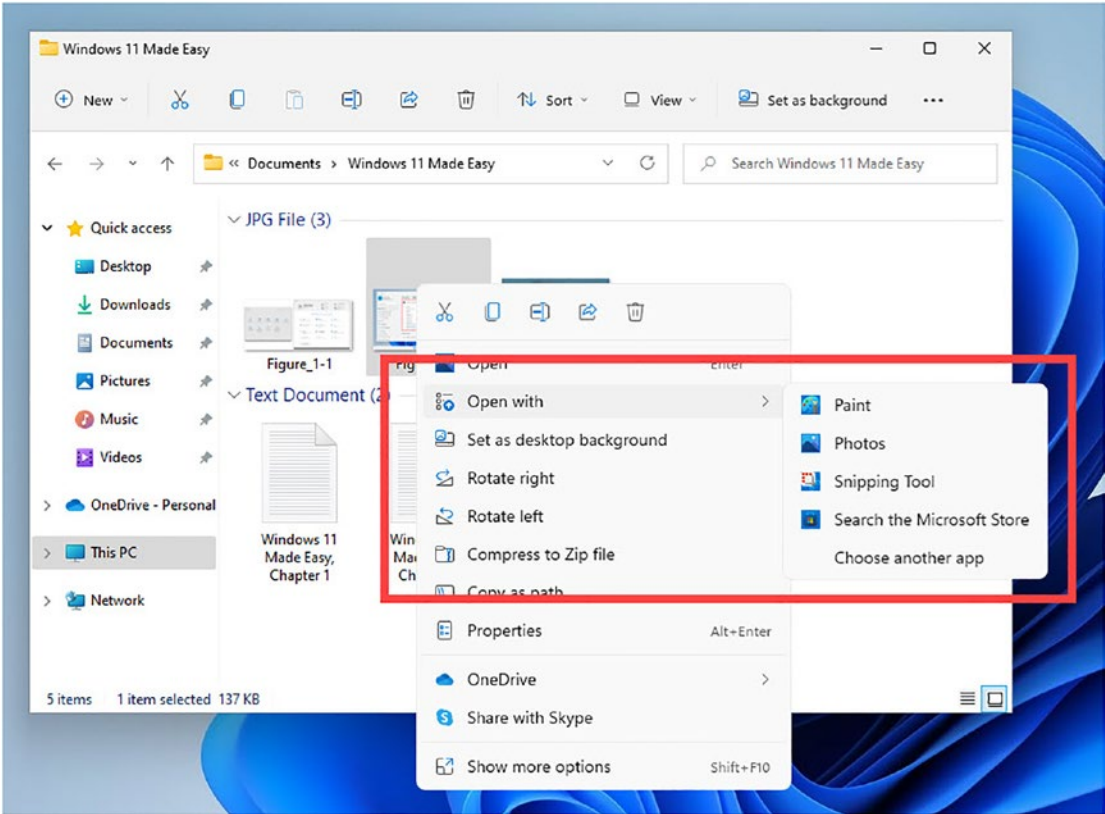 Windows 11 Made Easy
New
Sort
View
Set as background
« Documents > Windows 11 Made Easy
Search Windows 11 Made Easy
Quick access
Desktop
Downloads
Documents
Pictures
Music
Videos
OneDrive - Personal
This PC
Network
JPG File (3)
Figure_1-1
Fig
Text Document (2
Windows 11
Made Easy,
Chapter 1
Win
Ma
Ch
Open Enter
Open with
Set as desktop background
Rotate right
Rotate left
Compress to Zip file
Copy as path
Properties Alt+Enter
OneDrive
Share with Skype
Show more options Shift+F10
Paint
Photos
Snipping Tool
Search the Microsoft Store
Choose another app
5 items 1 item selected 137 KB